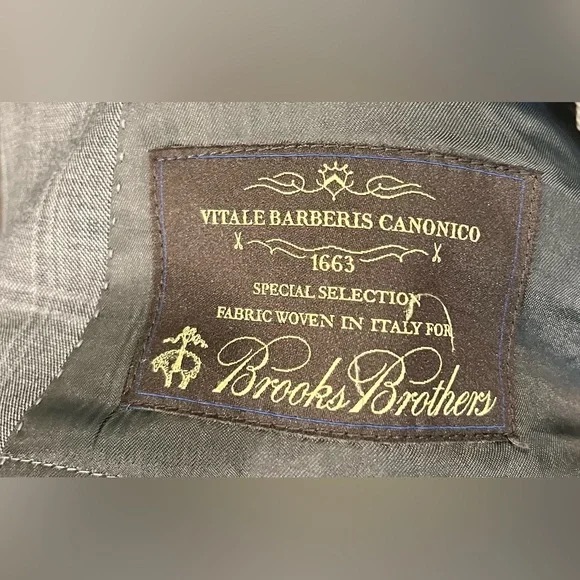 VITALE BARBERIS CANONICO
1663
SPECIAL SELECTION
FABRIC WOVEN IN ITALY FOR
Brooks Brothers